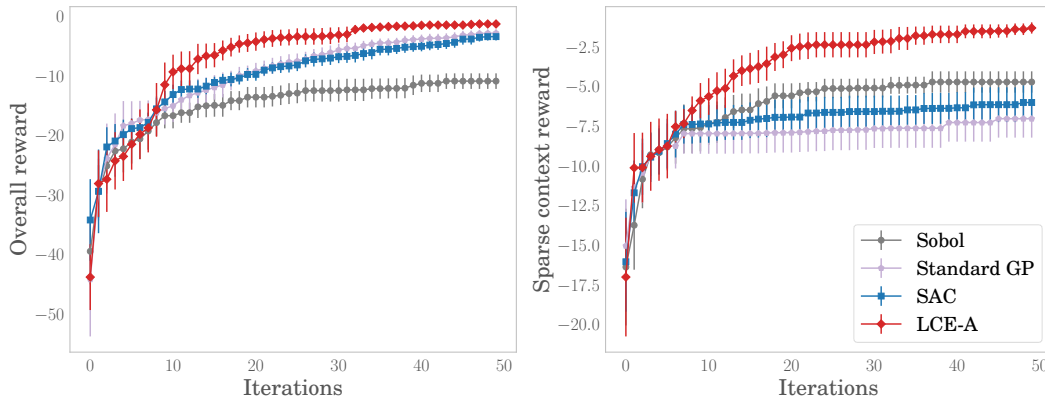 Overall reward
0
−10
−20
−30
−40
−50
0 10 20 30 40 50
Iterations
Sparse context reward
−2.5
−5.0
−7.5
−10.0
−12.5
−15.0
−17.5
−20.0
0 10 20 30 40 50
Iterations
Sobol
Standard GP
SAC
LCE-A